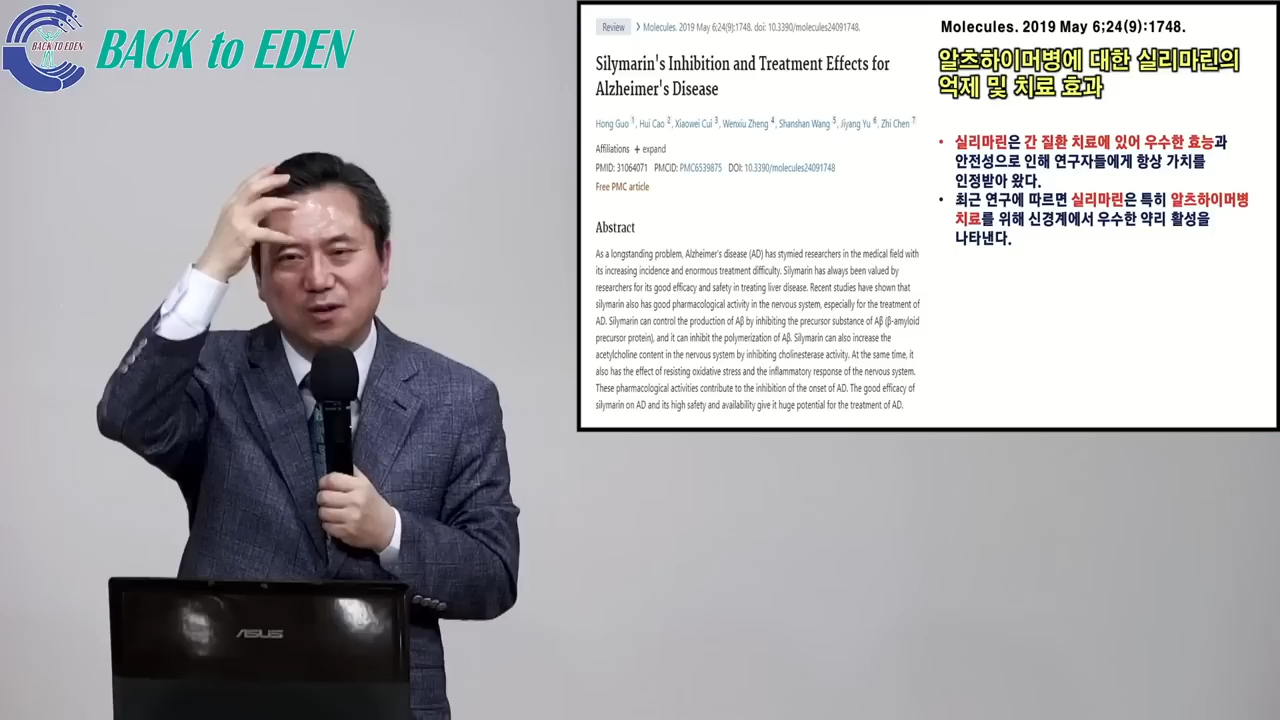 BACK TO EDEN
BACK to EDEN
Review > Molecules. 2019 May 6;24(9):1748. doi: 10.3390/molecules24091748.
Silymarin's Inhibition and Treatment Effects for
Alzheimer's Disease
Hong Guo 1, Hui Cao 2, Xiaowei Cui 3, Wenxiu Zheng 4, Shanshan Wang 5, Jiyang Yu 6, Zhi Chen 7
Affiliations + expand
PMID: 31064071 PMCID: PMC6539875 DOI: 10.3390/molecules24091748
Free PMC article
Abstract
As a longstanding problem, Alzheimer's disease (AD) has stymied researchers in the medical field with
its increasing incidence and enormous treatment difficulty. Silymarin has always been valued by
researchers for its good efficacy and safety in treating liver disease. Recent studies have shown that
silymarin also has good pharmacological activity in the nervous system, especially for the treatment of
AD. Silymarin can control the production of Aβ by inhibiting the precursor substance of Aβ (β-amyloid
precursor protein), and it can inhibit the polymerization of Aβ. Silymarin can also increase the
acetylcholine content in the nervous system by inhibiting cholinesterase activity. At the same time, it
also has the effect of resisting oxidative stress and the inflammatory response of the nervous system.
These pharmacological activities contribute to the inhibition of the onset of AD. The good efficacy of
silymarin on AD and its high safety and availability give it huge potential for the treatment of AD.
Molecules. 2019 May 6;24(9):1748.
알츠하이머병에 대한 실리마린의
억제 및 치료 효과
• 실리마린은 간 질환 치료에 있어 우수한 효능과
안전성으로 인해 연구자들에게 항상 가치를
인정받아 왔다.
• 최근 연구에 따르면 실리마린은 특히 알츠하이머병
치료를 위해 신경계에서 우수한 약리 활성을
나타낸다.
ASUS